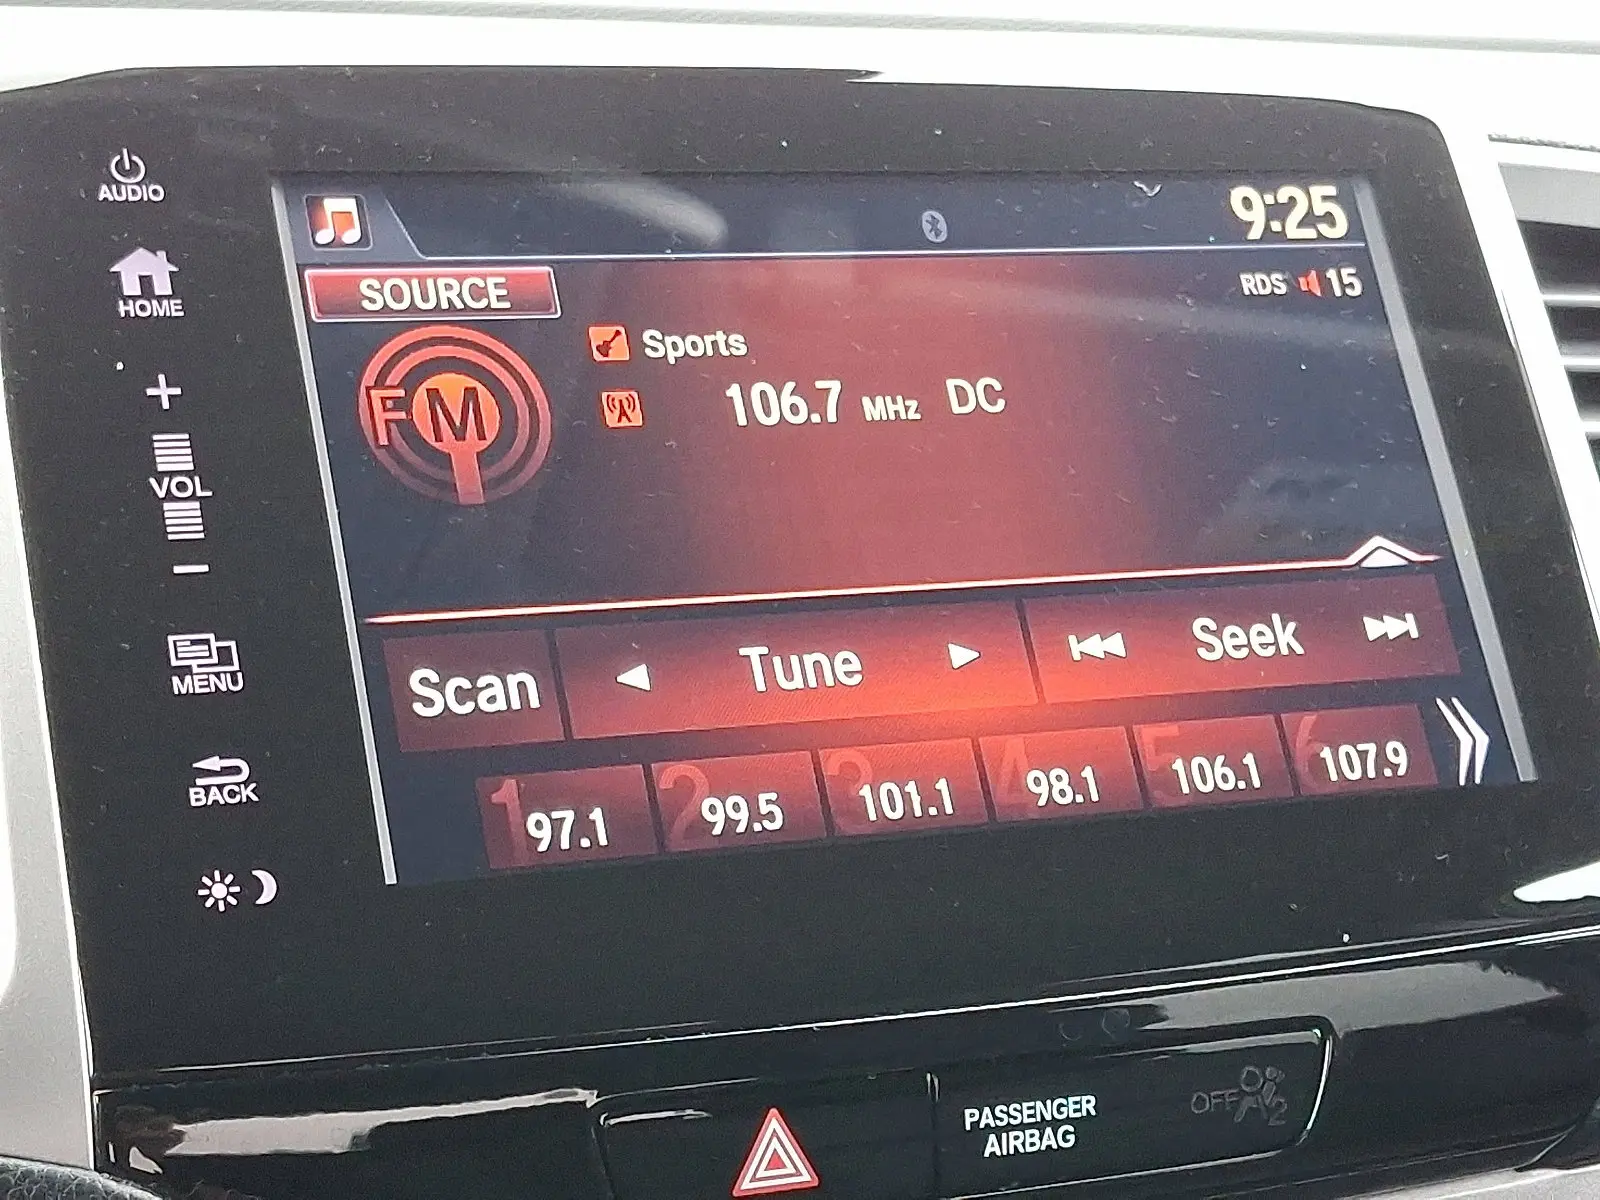 AUDIO
9:25
HOME
SOURCE
RDS 15
Sports
FM
106.7 MHz DC
+
VOL
−
MENU
Scan
Tune
Seek
BACK
1 97.1
2 99.5
3 101.1
4 98.1
5 106.1
6 107.9
PASSENGER
AIRBAG
OFF
2